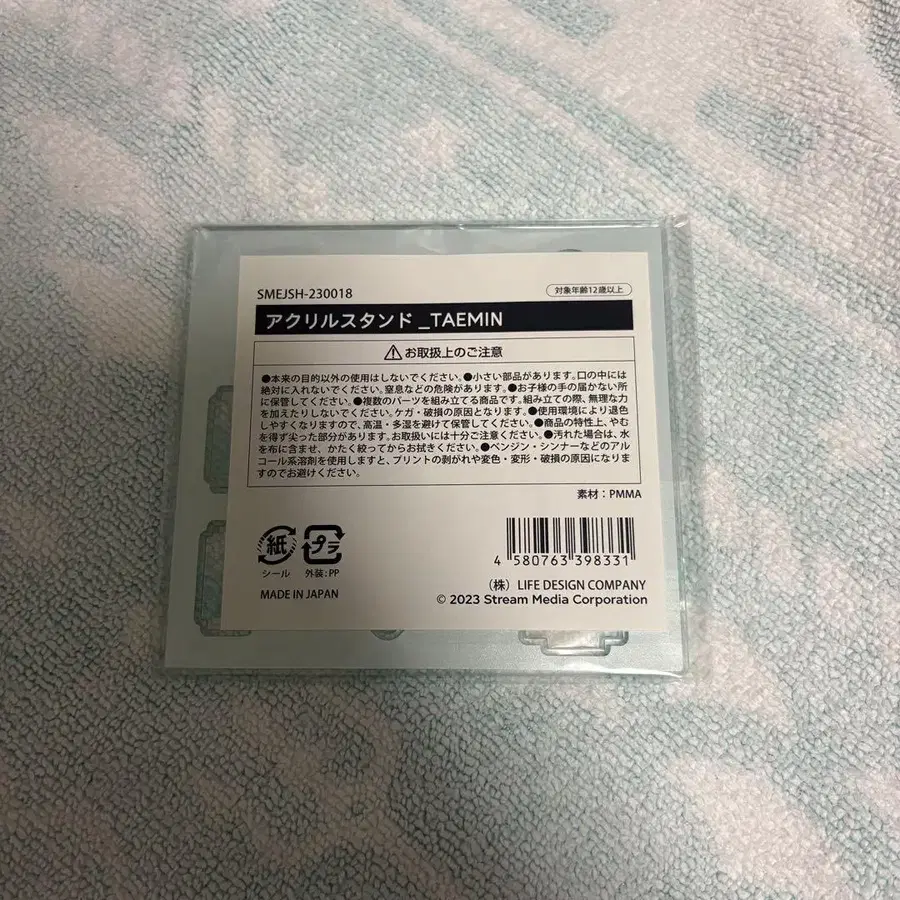 SMEJSH-230018
対象年齢12歳以上
アクリルスタンド _TAEMIN
お取扱上のご注意
●本来の目的以外の使用はしないでください。●小さい部品があります。口の中には
絶対に入れないでください。窒息などの危険があります。●お子様の手の届かない所
に保管してください。●複数のパーツを組み立てる商品です。組み立ての際、無理な力
を加えたりしないでください。ケガ・破損の原因となります。●使用環境により退色
しやすくなりますので、高温・多湿を避けて保管してください。●商品の特性上、やむ
を得ず尖った部分があります。お取扱いには十分ご注意ください。●汚れた場合は、水
を布に含ませ、かたく絞ってからお拭きください。●ベンジン・シンナーなどのアル
コール系溶剤を使用しますと、プリントの剥がれや変色・変形・破損の原因になりま
すのでお避けください。
素材：PMMA
紙
プラ
シール
外装：PP
4 580763 398331
MADE IN JAPAN
（株） LIFE DESIGN COMPANY
© 2023 Stream Media Corporation